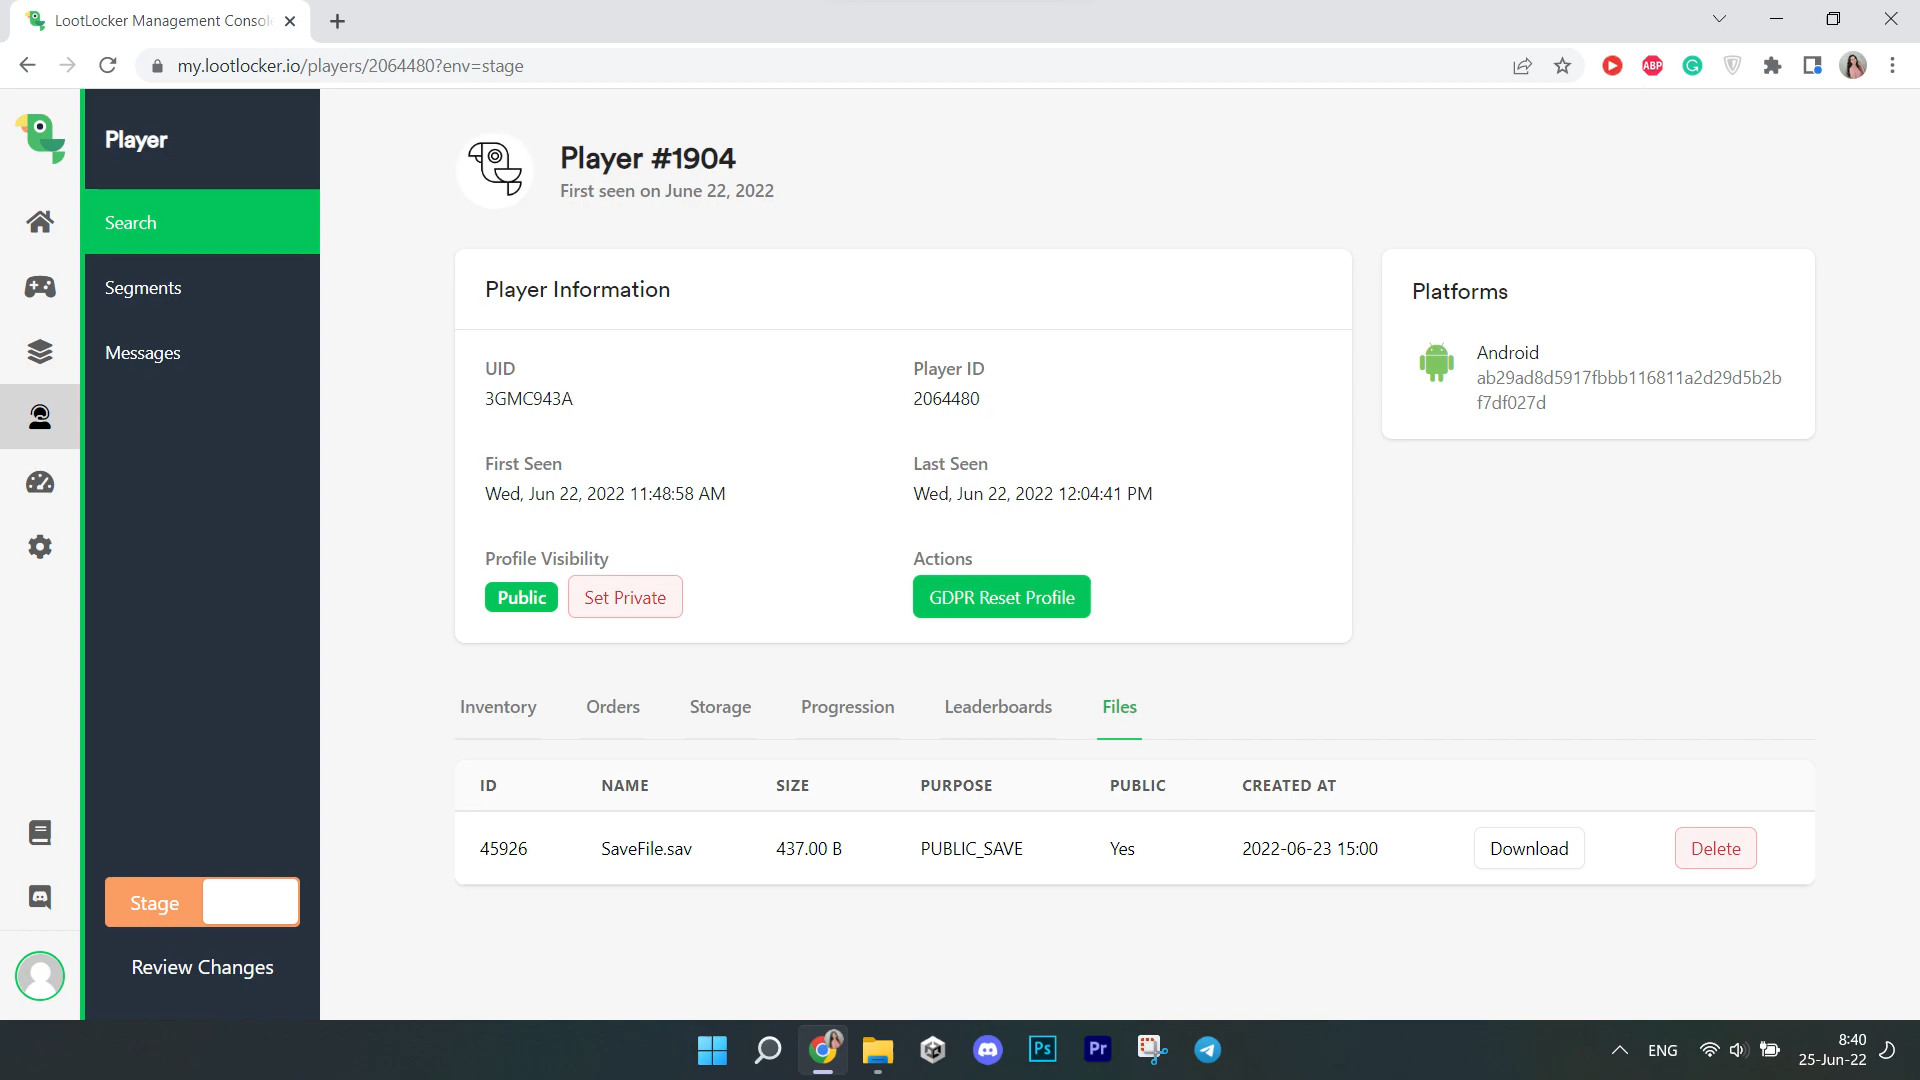 LootLocker Management Console
my.lootlocker.io/players/2064480?env=stage
ABP
Player
Search
Segments
Messages
Stage
Review Changes
Player #1904
First seen on June 22, 2022
Player Information
UID
3GMC943A
Player ID
2064480
First Seen
Wed, Jun 22, 2022 11:48:58 AM
Last Seen
Wed, Jun 22, 2022 12:04:41 PM
Profile Visibility
Public
Set Private
Actions
GDPR Reset Profile
Platforms
Android
ab29ad8d5917fbbb116811a2d29d5b2b
f7df027d
Inventory
Orders
Storage
Progression
Leaderboards
Files
ID NAME SIZE PURPOSE PUBLIC CREATED AT
45926 SaveFile.sav 437.00 B PUBLIC_SAVE Yes 2022-06-23 15:00 Download Delete
Ps
Pr
ENG
8:40
25-Jun-22